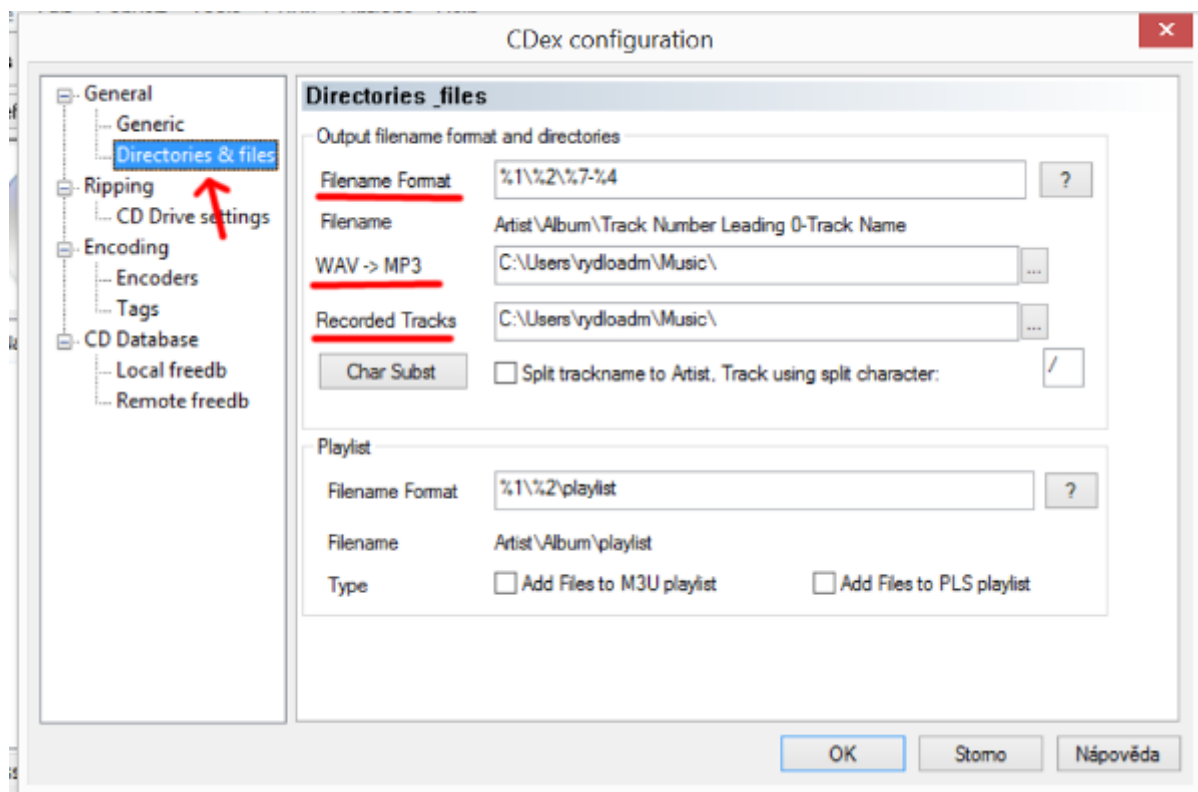 CDex configuration
General
Generic
Directories & files
Ripping
CD Drive settings
Encoding
Encoders
Tags
CD Database
Local freedb
Remote freedb
Directories _files
Output filename format and directories
Filename Format %1\%2\%7-%4 ?
Filename Artist\Album\Track Number Leading 0-Track Name
WAV -> MP3 C:\Users\rydloadm\Music\ ...
Recorded Tracks C:\Users\rydloadm\Music\ ...
Char Subst Split trackname to Artist, Track using split character: /
Playlist
Filename Format %1\%2\playlist ?
Filename Artist\Album\playlist
Type Add Files to M3U playlist Add Files to PLS playlist
OK Storno Nápověda